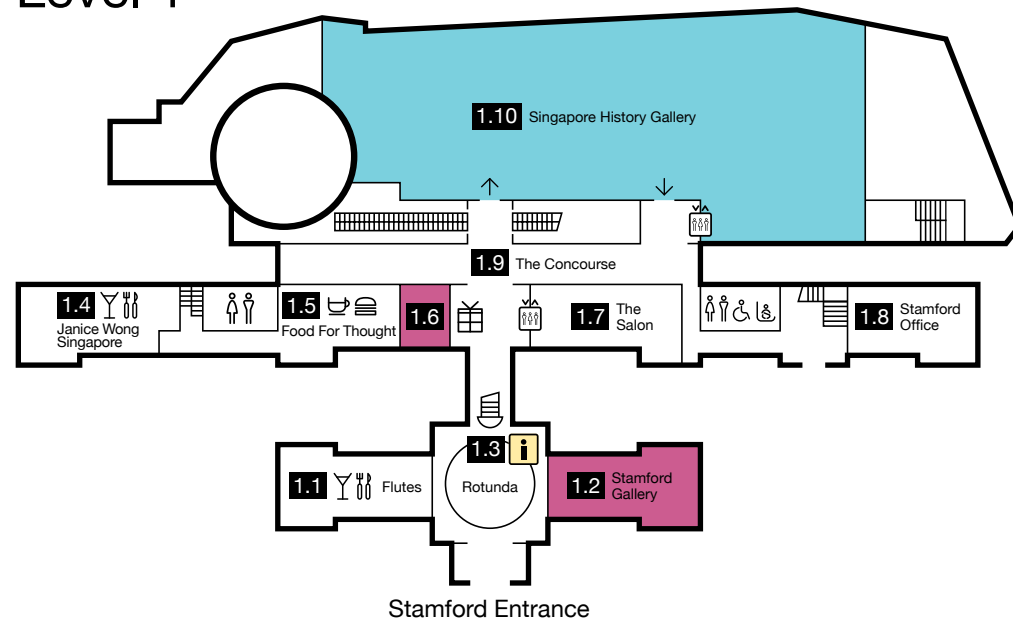 Level 1
1.10 Singapore History Gallery
1.9 The Concourse
1.4
Janice Wong
Singapore
1.5
Food For Thought
1.6
1.7 The
Salon
1.8 Stamford
Office
1.3 i
1.1 Flutes
Rotunda
1.2 Stamford
Gallery
Stamford Entrance